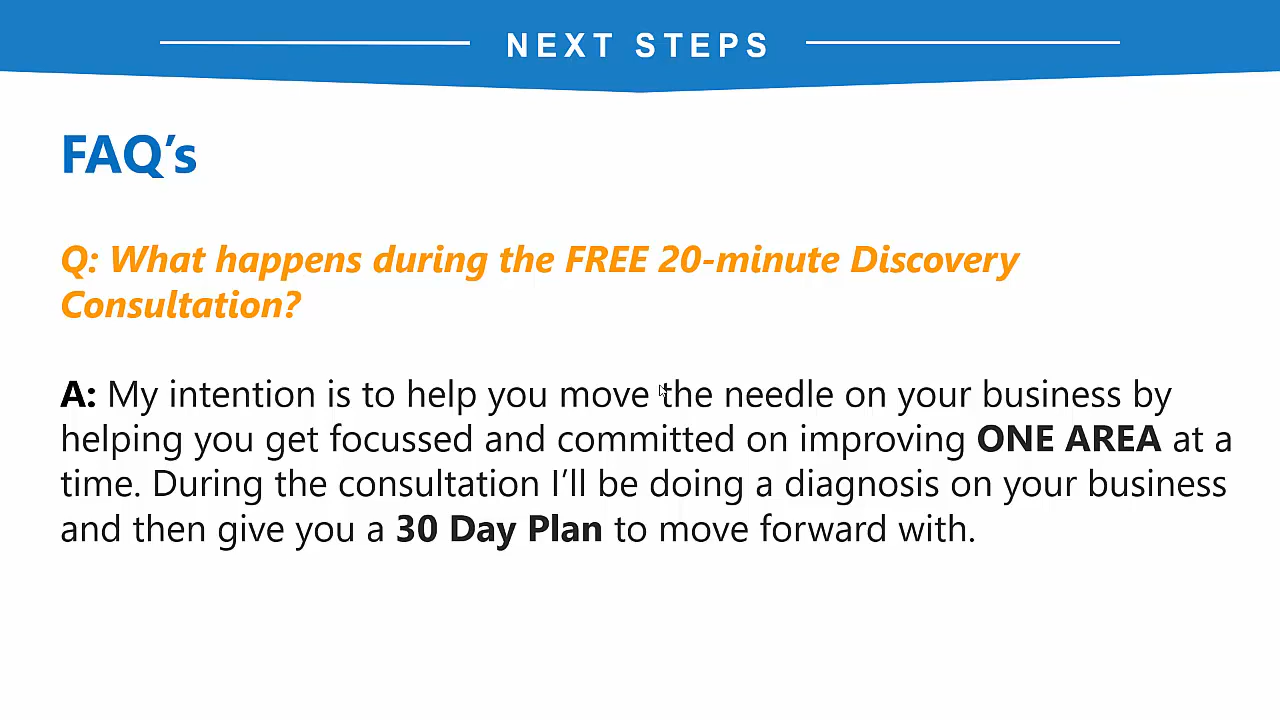 NEXT STEPS
FAQ’s
Q: What happens during the FREE 20-minute Discovery
Consultation?
A: My intention is to help you move the needle on your business by
helping you get focussed and committed on improving ONE AREA at a
time. During the consultation I’ll be doing a diagnosis on your business
and then give you a 30 Day Plan to move forward with.